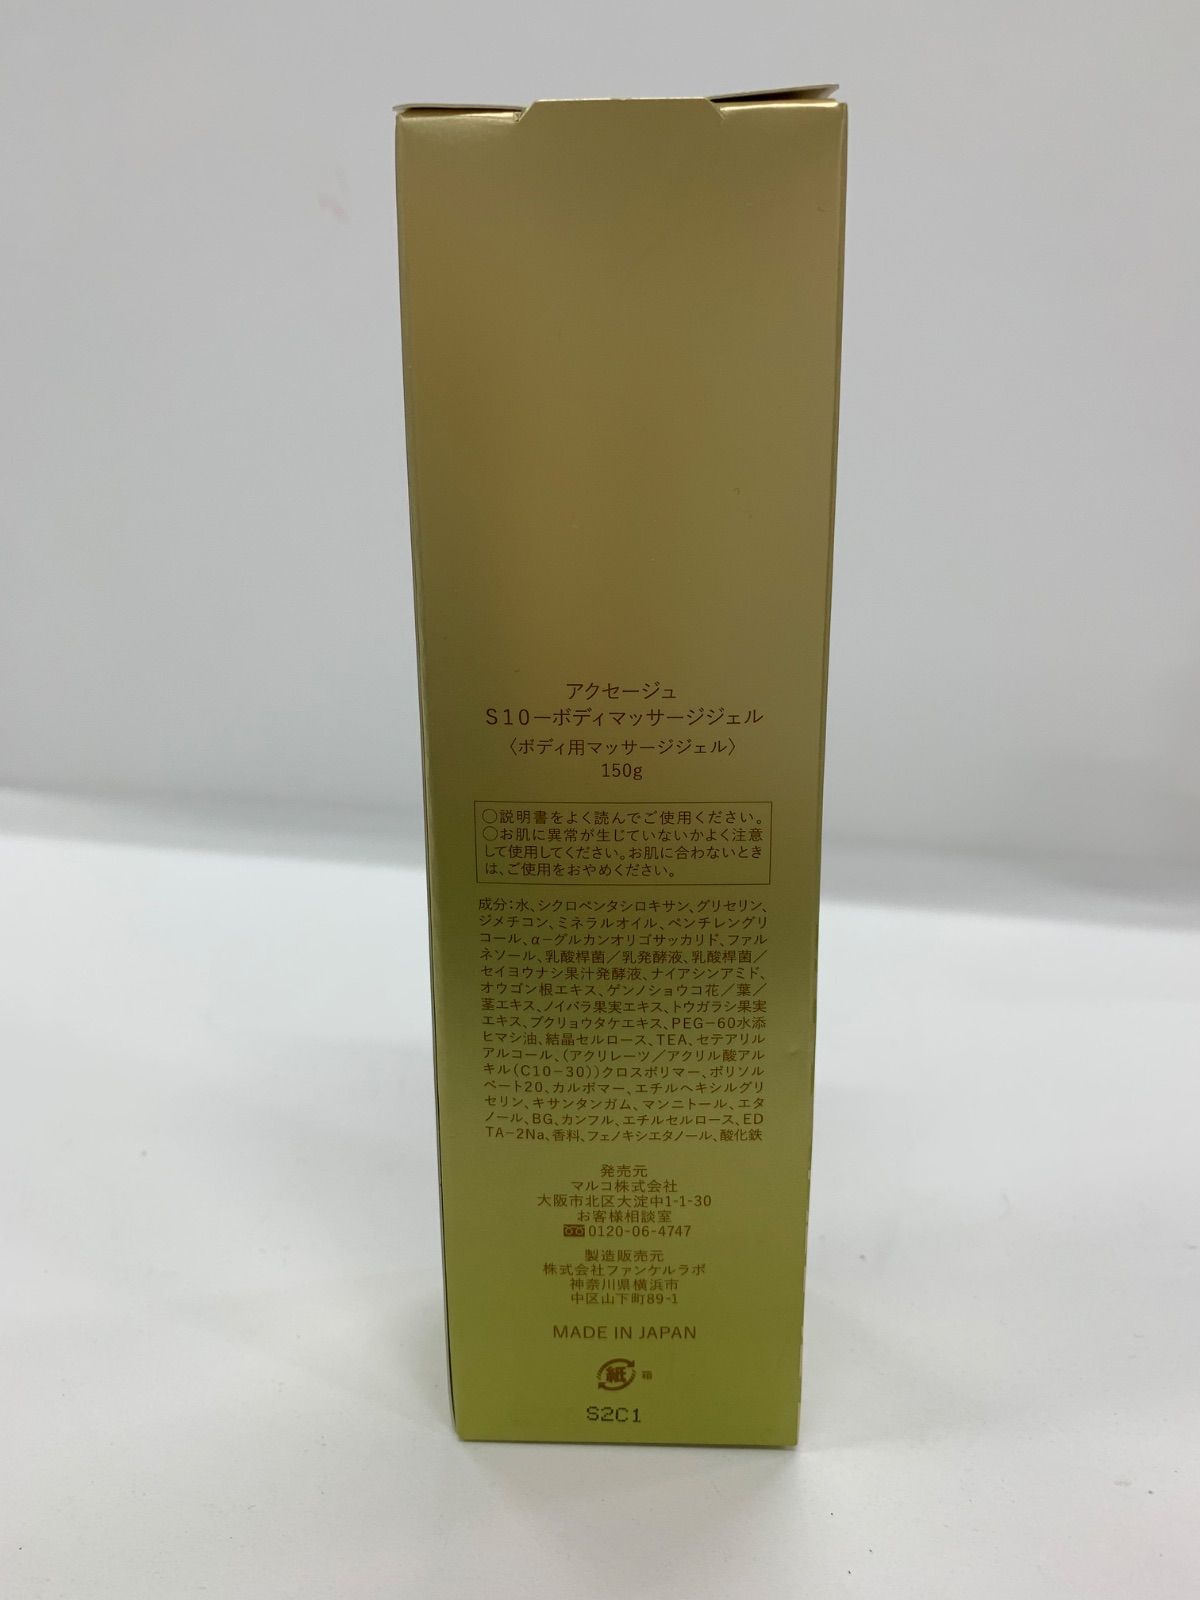 アクセージュ
S10ーボディマッサージジェル
〈ボディ用マッサージジェル〉
150g
○説明書をよく読んでご使用ください。
○お肌に異常が生じていないかよく注意
して使用してください。お肌に合わないとき
は、ご使用をおやめください。
成分:水、シクロペンタシロキサン、グリセリン、
ジメチコン、ミネラルオイル、ペンチレングリ
コール、α-グルカンオリゴサッカリド、ファル
ネソール、乳酸桿菌／乳発酵液、乳酸桿菌／
セイヨウナシ果汁発酵液、ナイアシンアミド、
オウゴン根エキス、ゲンノショウコ花／葉／
茎エキス、ノイバラ果実エキス、トウガラシ果実
エキス、ブクリョウタケエキス、PEG-60水添
ヒマシ油、結晶セルロース、TEA、セテアリル
アルコール、(アクリレーツ／アクリル酸アル
キル(C10-30))クロスポリマー、ポリソル
ベート20、カルボマー、エチルヘキシルグリ
セリン、キサンタンガム、マンニトール、エタ
ノール、BG、カンフル、エチルセルロース、ED
TA-2Na、香料、フェノキシエタノール、酸化鉄
発売元
マルコ株式会社
大阪市北区大淀中1-1-30
お客様相談室
0120-06-4747
製造販売元
株式会社ファンケルラボ
神奈川県横浜市
中区山下町89-1
MADE IN JAPAN
紙 箱
S2C1